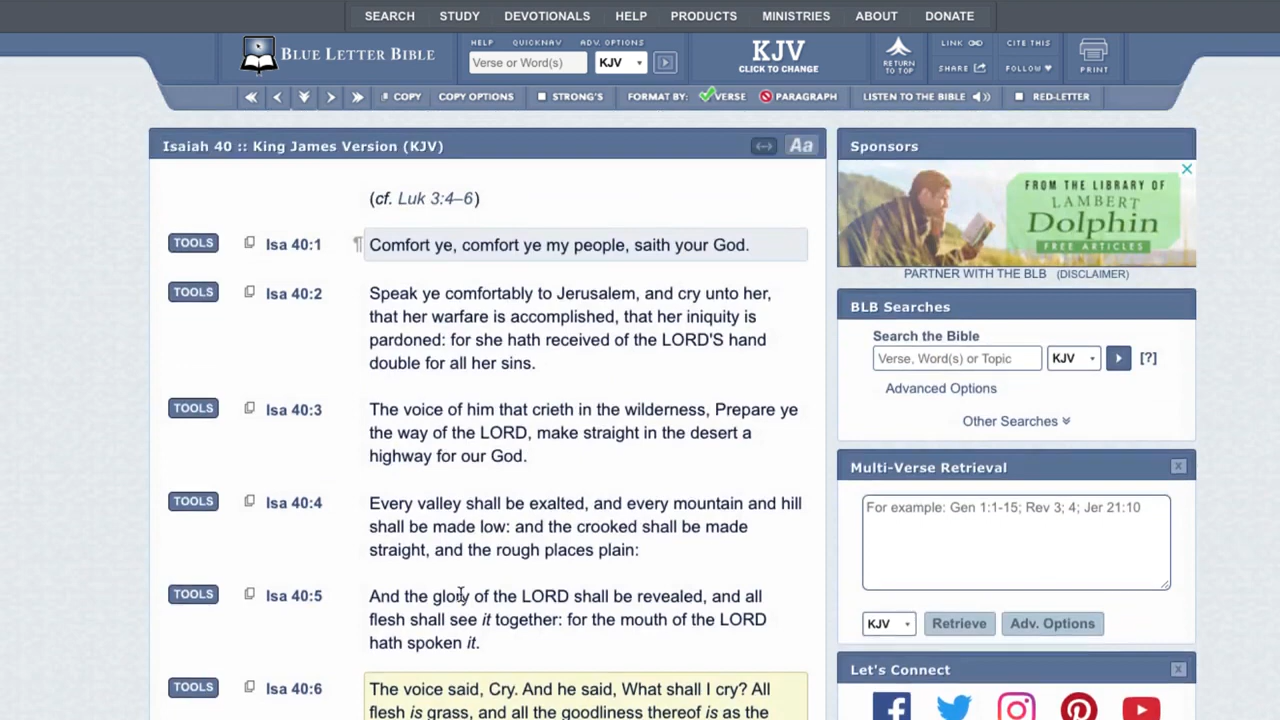 SEARCH STUDY DEVOTIONALS HELP PRODUCTS MINISTRIES ABOUT DONATE
BLUE LETTER BIBLE
HELP QUICKNAV ADV. OPTIONS
Verse or Word(s) KJV
KJV
CLICK TO CHANGE
RETURN
TO TOP
LINK CITE THIS
SHARE FOLLOW
PRINT
COPY COPY OPTIONS STRONG'S FORMAT BY: VERSE PARAGRAPH LISTEN TO THE BIBLE RED-LETTER
Isaiah 40 :: King James Version (KJV) Aa
(cf. Luk 3:4–6)
TOOLS Isa 40:1 ¶ Comfort ye, comfort ye my people, saith your God.
TOOLS Isa 40:2 Speak ye comfortably to Jerusalem, and cry unto her,
that her warfare is accomplished, that her iniquity is
pardoned: for she hath received of the LORD'S hand
double for all her sins.
TOOLS Isa 40:3 The voice of him that crieth in the wilderness, Prepare ye
the way of the LORD, make straight in the desert a
highway for our God.
TOOLS Isa 40:4 Every valley shall be exalted, and every mountain and hill
shall be made low: and the crooked shall be made
straight, and the rough places plain:
TOOLS Isa 40:5 And the glory of the LORD shall be revealed, and all
flesh shall see it together: for the mouth of the LORD
hath spoken it.
TOOLS Isa 40:6 The voice said, Cry. And he said, What shall I cry? All
flesh is grass, and all the goodliness thereof is as the
Sponsors
FROM THE LIBRARY OF
LAMBERT
Dolphin
FREE ARTICLES
PARTNER WITH THE BLB (DISCLAIMER)
BLB Searches
Search the Bible
Verse, Word(s) or Topic KJV [?]
Advanced Options
Other Searches
Multi-Verse Retrieval X
For example: Gen 1:1-15; Rev 3; 4; Jer 21:10
KJV Retrieve Adv. Options
Let's Connect X